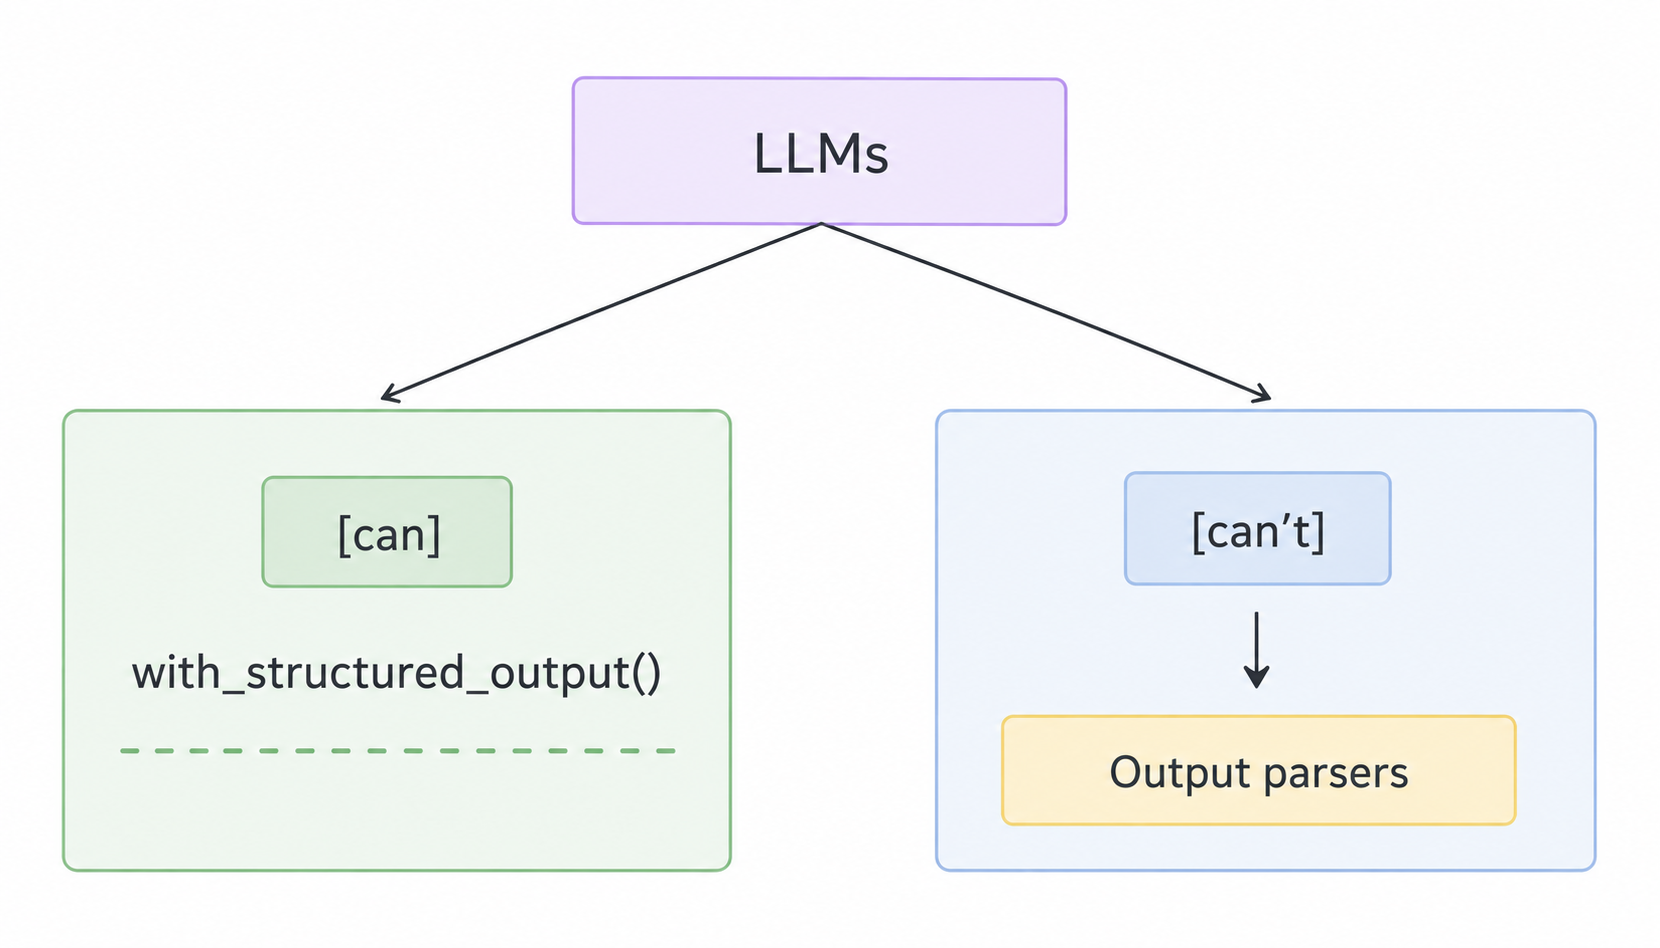 LLMs
[can]
with_structured_output()
[can’t]
Output parsers